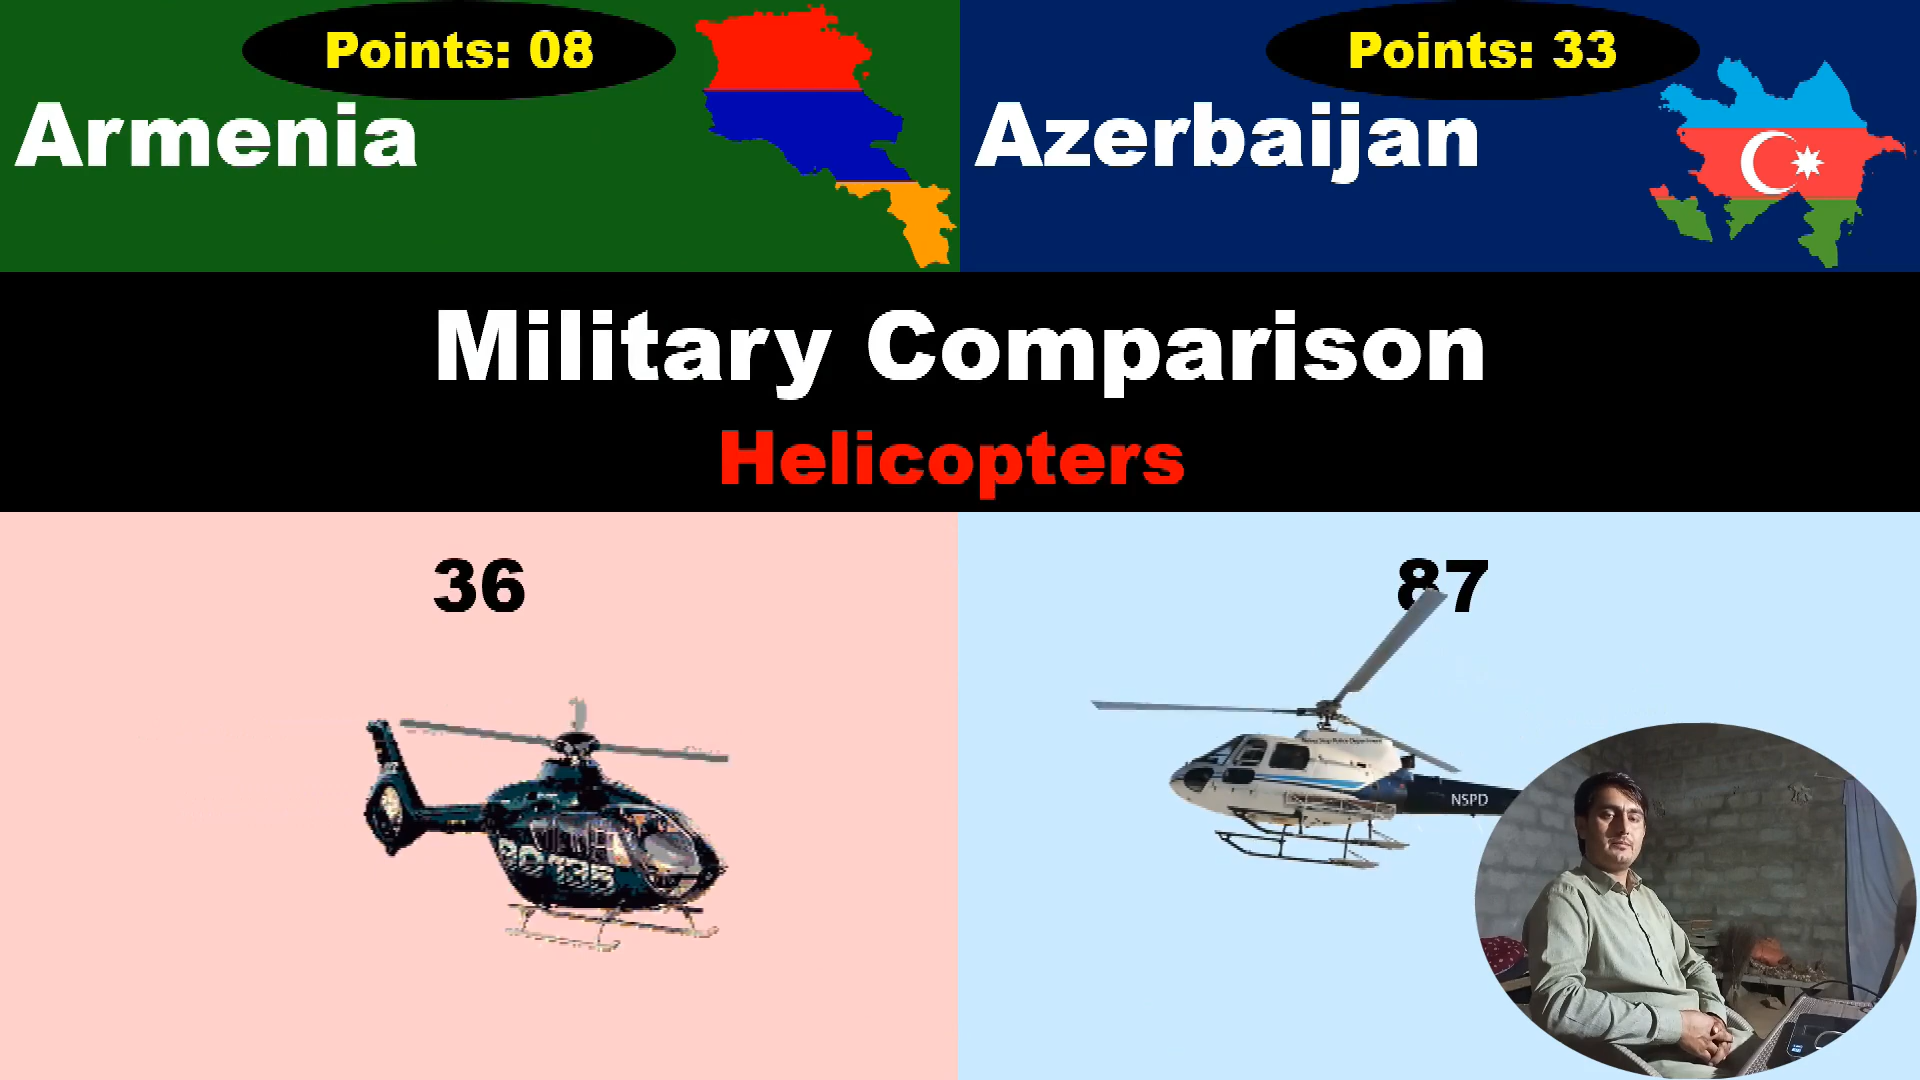 Points: 08
Armenia
Points: 33
Azerbaijan
Military Comparison
Helicopters
36
87
NSPD